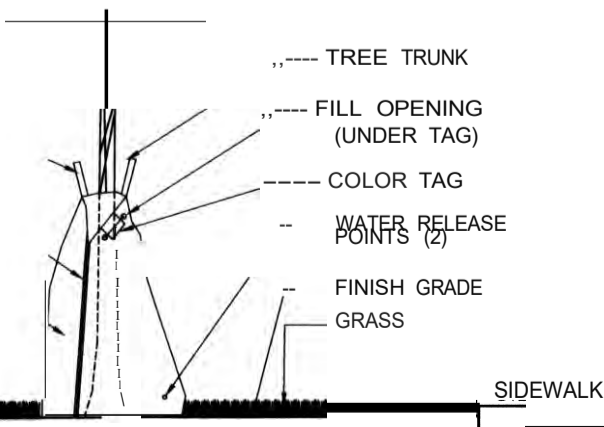 ,,---- TREE TRUNK
,,---- FILL OPENING
(UNDER TAG)
---- COLOR TAG
-- WATER RELEASE
POINTS (2)
-- FINISH GRADE
GRASS
SIDEWALK